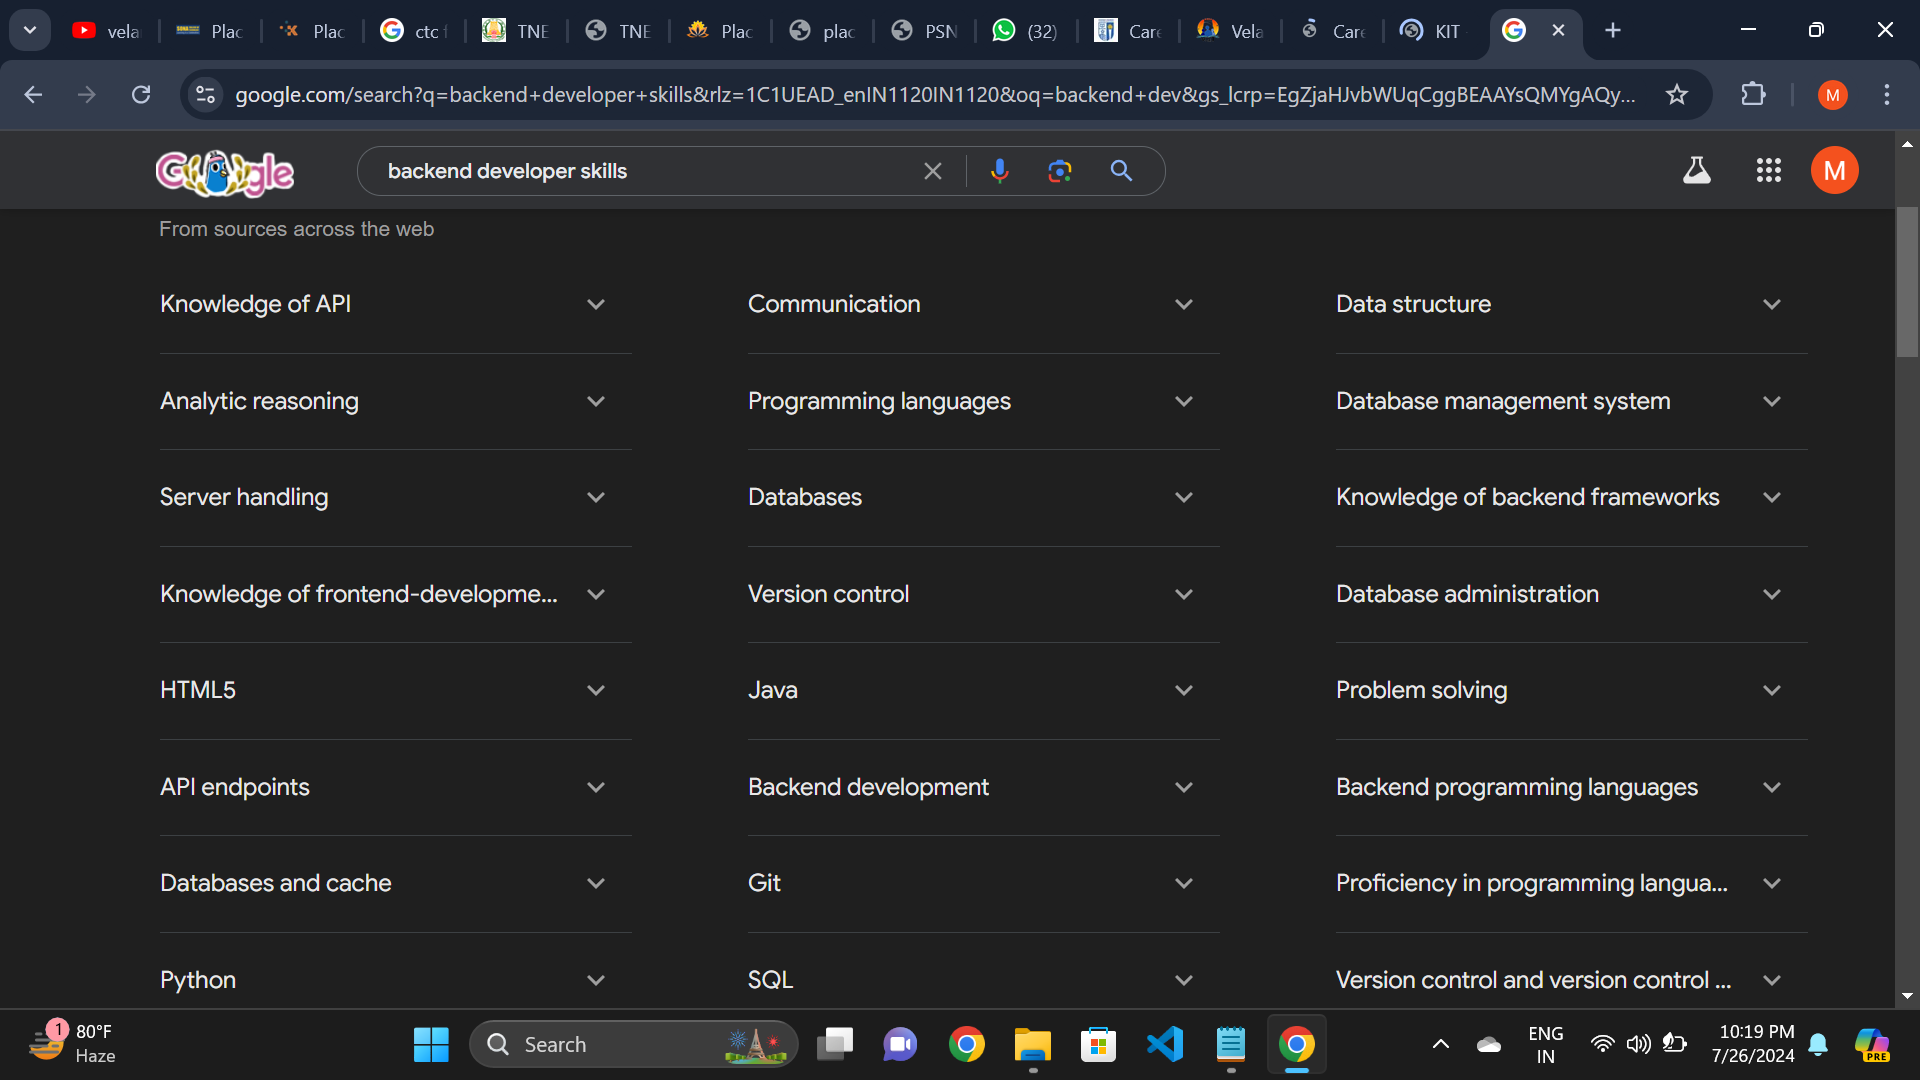 vela
Plac
Plac
ctc f
TNE
TNE
Plac
plac
PSN
(32)
Care
Vela
Care
KIT
google.com/search?q=backend+developer+skills&rlz=1C1UEAD_enIN1120IN1120&oq=backend+dev&gs_lcrp=EgZjaHJvbWUqCggBEAAYsQMYgAQy...
M
Google
backend developer skills
M
From sources across the web
Knowledge of API
Communication
Data structure
Analytic reasoning
Programming languages
Database management system
Server handling
Databases
Knowledge of backend frameworks
Knowledge of frontend-developme...
Version control
Database administration
HTML5
Java
Problem solving
API endpoints
Backend development
Backend programming languages
Databases and cache
Git
Proficiency in programming langua...
Python
SQL
Version control and version control ...
1
80°F
Haze
Search
ENG
IN
10:19 PM
7/26/2024
PRE